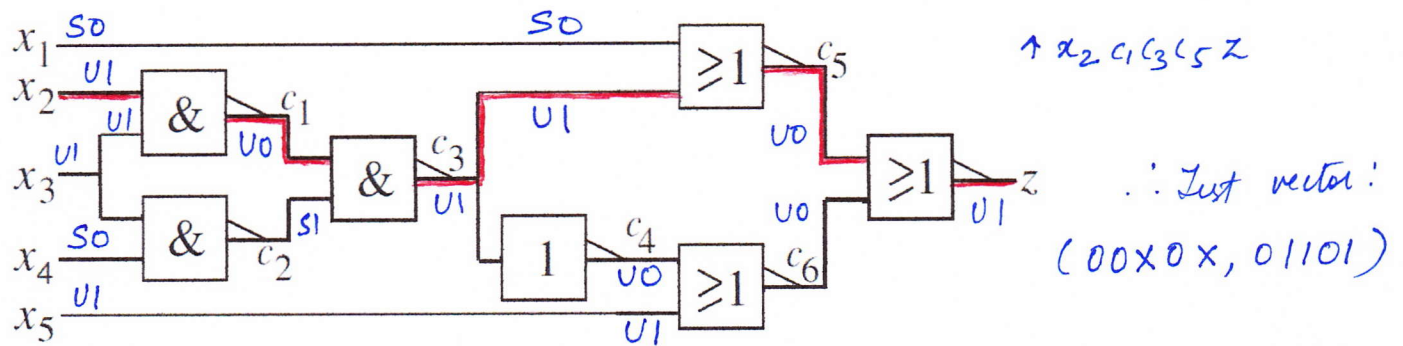 x1 S0 S0 ≥1 c5 ↑ x2 c1 c3 c5 z
x2 U1 U1 & c1 U0 U1 U0
x3 U1 & c3 U1 ≥1 z U1
x4 S0 & c2 S1 1 c4 U0 U0 ∴ Test vector:
x5 U1 U1 ≥1 c6 (00X0X, 01101)